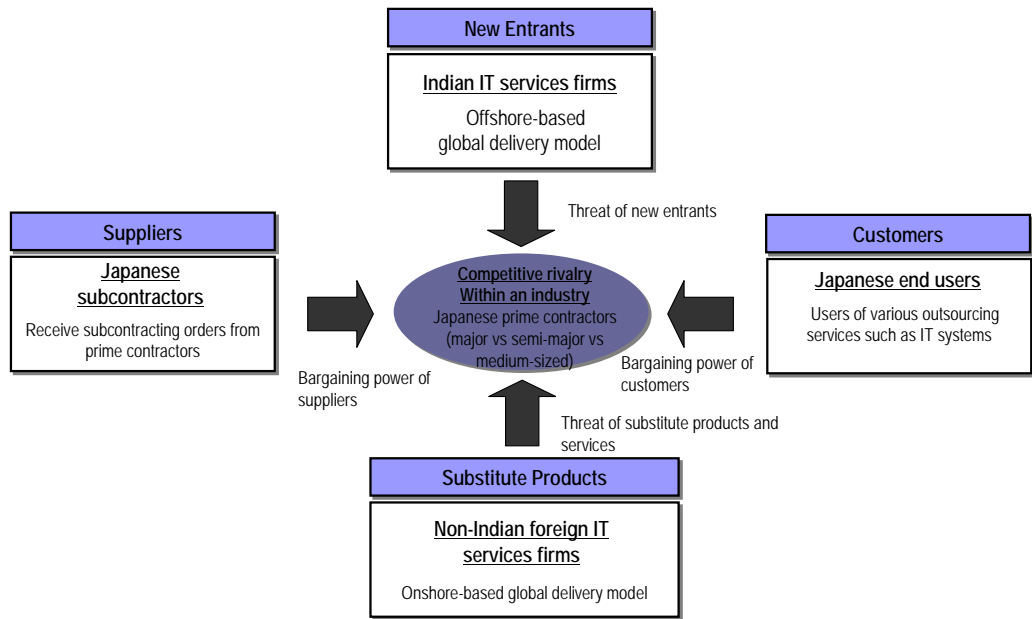 New Entrants
Indian IT services firms
Offshore-based
global delivery model
Threat of new entrants
Suppliers
Japanese
subcontractors
Receive subcontracting orders from
prime contractors
Bargaining power of
suppliers
Competitive rivalry
Within an industry
Japanese prime contractors
(major vs semi-major vs
medium-sized)
Customers
Japanese end users
Users of various outsourcing
services such as IT systems
Bargaining power of
customers
Threat of substitute products and
services
Substitute Products
Non-Indian foreign IT
services firms
Onshore-based global delivery model